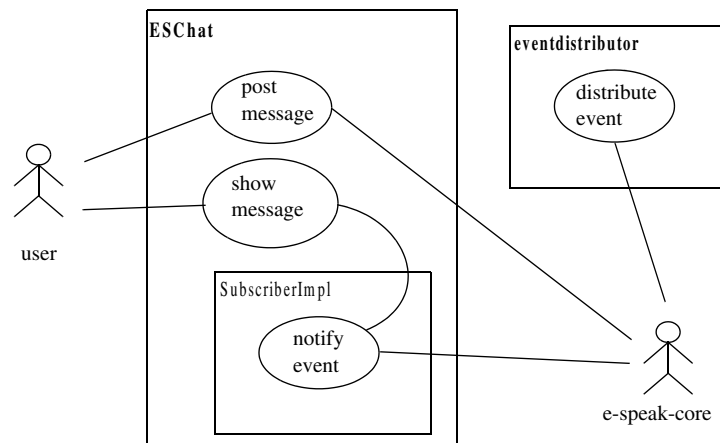 ESChat
eventdistributor
post
message
distribute
event
show
message
user
SubscriberImpl
notify
event
e-speak-core